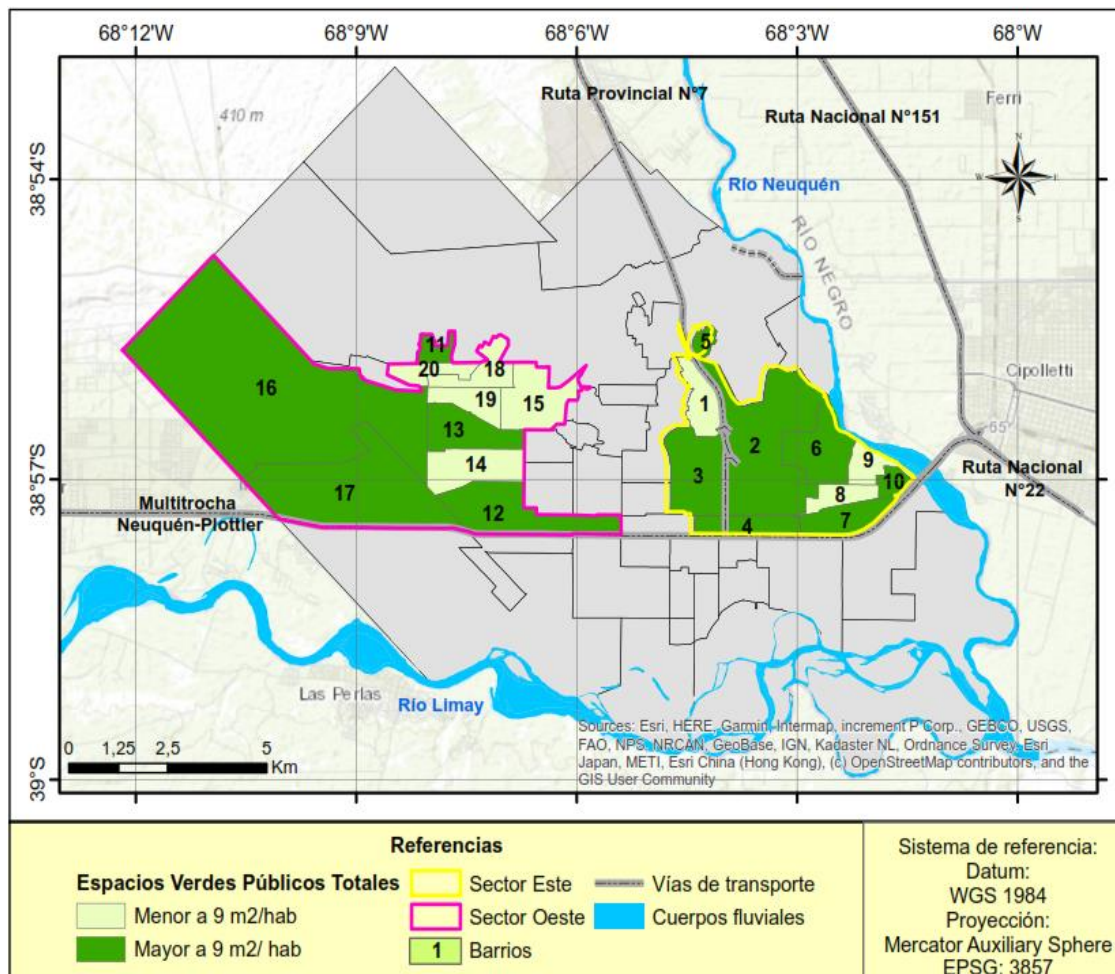 68°12'W 68°9'W 68°6'W 68°3'W 68°W
Ruta Provincial N°7
Ferri
410 m
Ruta Nacional N°151
38°54'S
Río Neuquén
RÍO NEGRO
N
W E
S
5
11
Cipolletti
20 18
16
19 15
1
65
13
2
6
9
Ruta Nacional
N°22
38°57'S
14
3
10
8
17
Multitrocha
Neuquén-Plottier
12
4
7
Las Perlas
Río Limay
Sources: Esri, HERE, Garmin, Intermap, increment P Corp., GEBCO, USGS,
FAO, NPS, NRCAN, GeoBase, IGN, Kadaster NL, Ordnance Survey, Esri
Japan, METI, Esri China (Hong Kong), (c) OpenStreetMap contributors, and the
GIS User Community
0 1,25 2,5 5
Km
39°S
Referencias
Espacios Verdes Públicos Totales
Menor a 9 m2/hab
Mayor a 9 m2/ hab
Sector Este
Sector Oeste
1 Barrios
Vías de transporte
Cuerpos fluviales
Sistema de referencia:
Datum:
WGS 1984
Proyección:
Mercator Auxiliary Sphere
EPSG: 3857